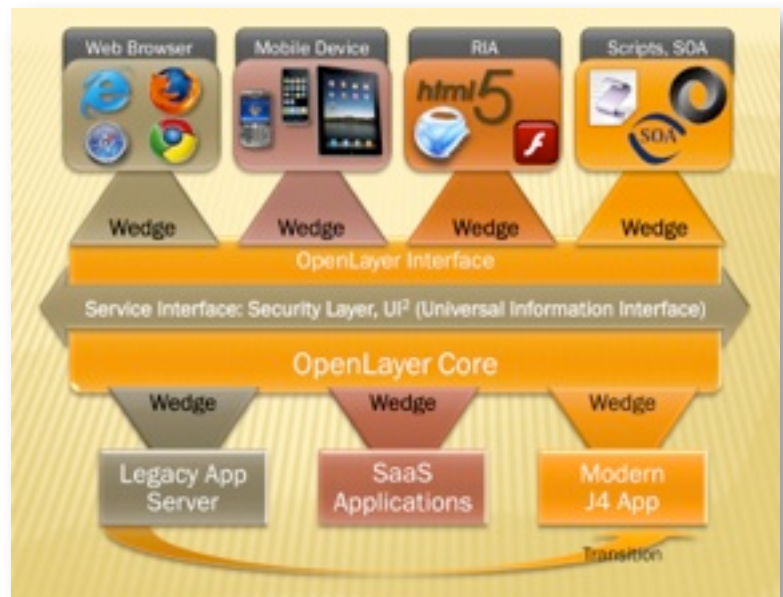 Web Browser
Mobile Device
RIA
Scripts, SOA
html5
SOA
Wedge
Wedge
Wedge
Wedge
OpenLayer Interface
Service Interface: Security Layer, UI² (Universal Information Interface)
OpenLayer Core
Wedge
Wedge
Wedge
Legacy App
Server
SaaS
Applications
Modern
J4 App
Transition